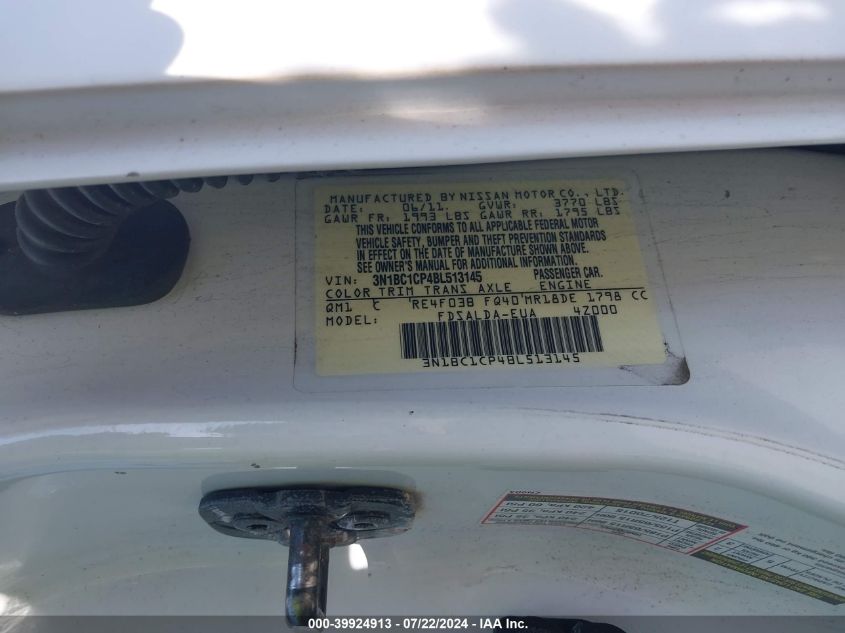 MANUFACTURED BY NISSAN MOTOR CO., LTD.
DATE: 06/11. GVWR: 3770 LBS
GAWR FR: 1993 LBS GAWR RR: 1795 LBS
THIS VEHICLE CONFORMS TO ALL APPLICABLE FEDERAL MOTOR
VEHICLE SAFETY, BUMPER AND THEFT PREVENTION STANDARDS
IN EFFECT ON THE DATE OF MANUFACTURE SHOWN ABOVE.
SEE OWNER'S MANUAL FOR ADDITIONAL INFORMATION.
VIN: 3N1BC1CP4BL513145 PASSENGER CAR.
COLOR TRIM TRANS AXLE ENGINE
QM1 C RE4F03B FQ40 MR18DE 1798 CC
MODEL: FDSALDA-EUA 4Z000
3N1BC1CP4BL513145
000-39924913 - 07/22/2024 - IAA Inc.